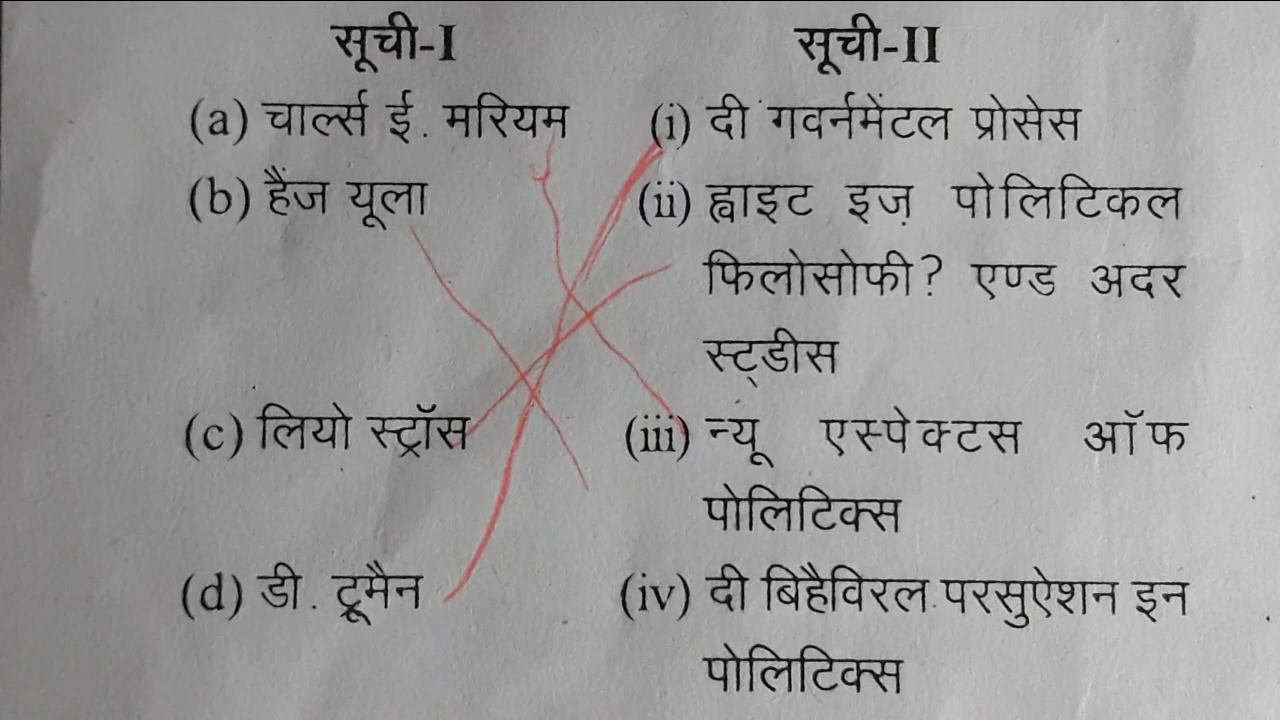 सूची-I सूची-II
(a) चार्ल्स ई. मरियम (i) दी गवर्नमेंटल प्रोसेस
(b) हैंज यूला (ii) ह्वाइट इज़ पोलिटिकल
फिलोसोफी? एण्ड अदर
स्ट्डीस
(c) लियो स्ट्रॉस (iii) न्यू एस्पेक्टस ऑफ
पोलिटिक्स
(d) डी. ट्रूमैन (iv) दी बिहैविरल परसुऐशन इन
पोलिटिक्स